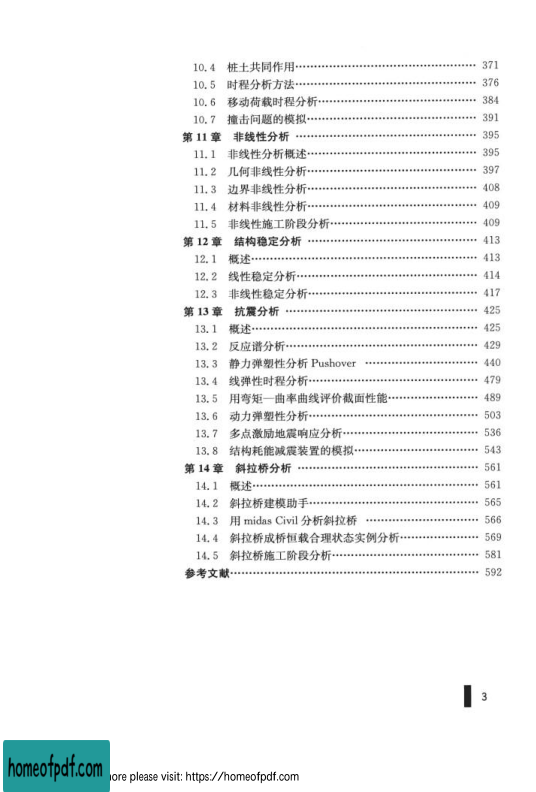 10.4 桩土共同作用 371
10.5 时程分析方法 376
10.6 移动荷载时程分析 384
10.7 撞击问题的模拟 391
第11章 非线性分析 395
11.1 非线性分析概述 395
11.2 几何非线性分析 397
11.3 边界非线性分析 408
11.4 材料非线性分析 409
11.5 非线性施工阶段分析 409
第12章 结构稳定分析 413
12.1 概述 413
12.2 线性稳定分析 414
12.3 非线性稳定分析 417
第13章 抗震分析 425
13.1 概述 425
13.2 反应谱分析 429
13.3 静力弹塑性分析 Pushover 440
13.4 线弹性时程分析 479
13.5 用弯矩—曲率曲线评价截面性能 489
13.6 动力弹塑性分析 503
13.7 多点激励地震响应分析 536
13.8 结构耗能减震装置的模拟 543
第14章 斜拉桥分析 561
14.1 概述 561
14.2 斜拉桥建模助手 565
14.3 用 midas Civil 分析斜拉桥 566
14.4 斜拉桥成桥恒载合理状态实例分析 569
14.5 斜拉桥施工阶段分析 581
参考文献 592
3
homeofpdf.com
ore please visit: https://homeofpdf.com